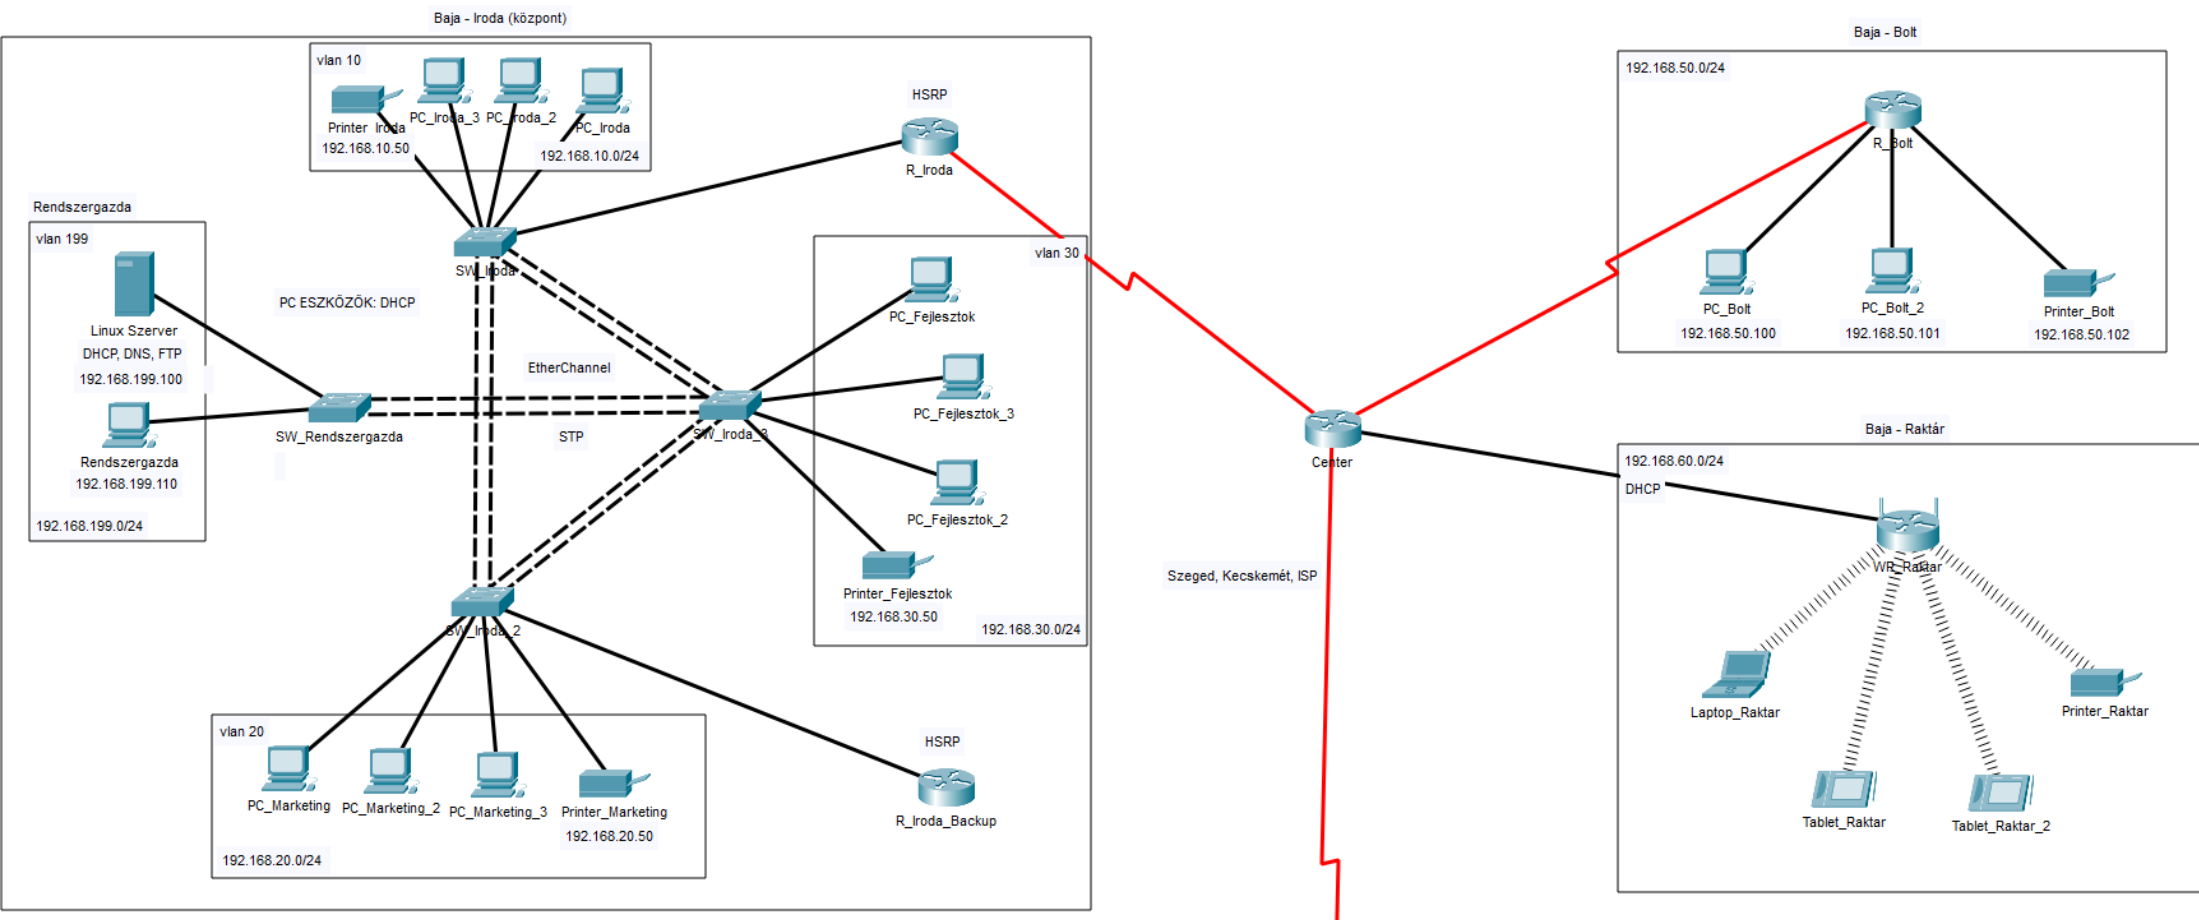 Baja - Iroda (központ)
vlan 10
Printer_Iroda
192.168.10.50
PC_Iroda_3
PC_Iroda_2
PC_Iroda
192.168.10.0/24
HSRP
R_Iroda
Rendszergazda
vlan 199
Linux Szerver
DHCP, DNS, FTP
192.168.199.100
Rendszergazda
192.168.199.110
192.168.199.0/24
PC ESZKÖZÖK: DHCP
SW_Iroda
EtherChannel
STP
SW_Rendszergazda
SW_Iroda_3
vlan 30
PC_Fejlesztok
PC_Fejlesztok_3
PC_Fejlesztok_2
Printer_Fejlesztok
192.168.30.50
192.168.30.0/24
SW_Iroda_2
vlan 20
PC_Marketing
PC_Marketing_2
PC_Marketing_3
Printer_Marketing
192.168.20.50
192.168.20.0/24
HSRP
R_Iroda_Backup
Center
Szeged, Kecskemét, ISP
Baja - Bolt
192.168.50.0/24
R_Bolt
PC_Bolt
192.168.50.100
PC_Bolt_2
192.168.50.101
Printer_Bolt
192.168.50.102
Baja - Raktár
192.168.60.0/24
DHCP
WR_Raktar
Laptop_Raktar
Printer_Raktar
Tablet_Raktar
Tablet_Raktar_2